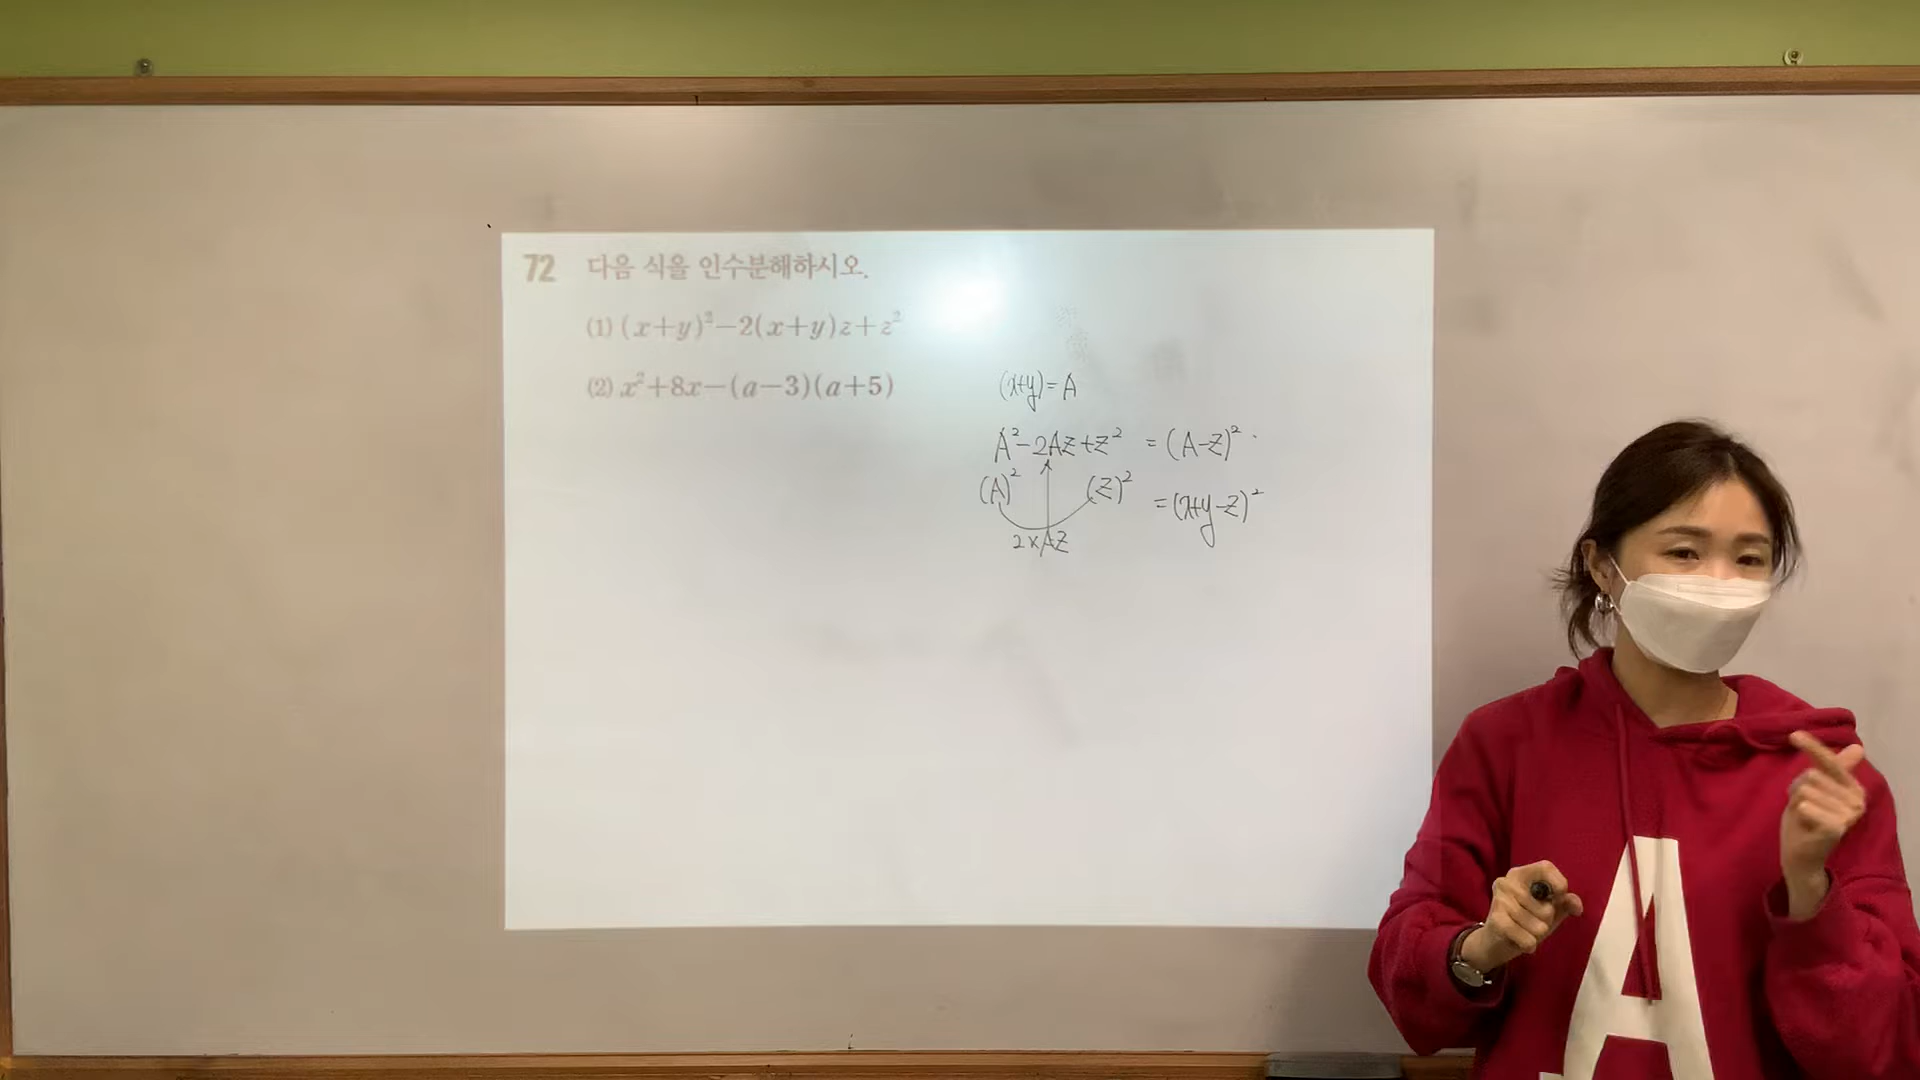 72 다음 식을 인수분해하시오.
(1) (x+y)²−2(x+y)z+z²
(2) x²+8x−(a−3)(a+5)
(x+y)=A
A²−2Az+z² = (A−z)²
(A)² (z)² = (x+y−z)²
2×Az
A